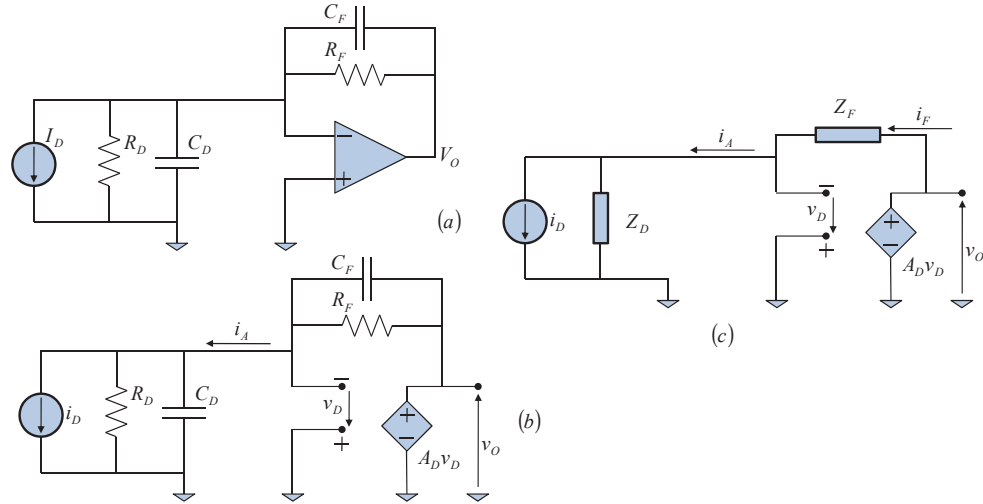 C_F
R_F
I_D
R_D
C_D
−
+
V_O
(a)
Z_F
i_F
i_A
i_D
Z_D
−
v_D
+
+
−
A_D v_D
v_O
(c)
C_F
R_F
i_A
i_D
R_D
C_D
−
v_D
+
+
−
A_D v_D
v_O
(b)